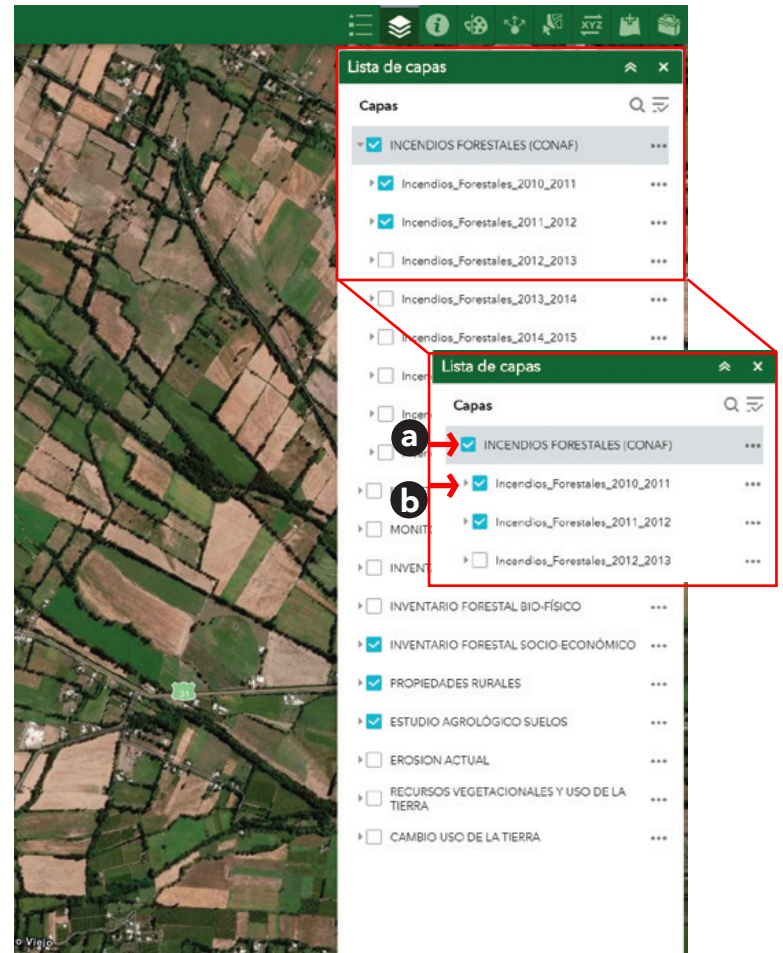 XYZ
Lista de capas
Capas
INCENDIOS FORESTALES (CONAF)
Incendios_Forestales_2010_2011
Incendios_Forestales_2011_2012
Incendios_Forestales_2012_2013
Incendios_Forestales_2013_2014
Incendios_Forestales_2014_2015
Lista de capas
Capas
a
INCENDIOS FORESTALES (CONAF)
b
Incendios_Forestales_2010_2011
Incendios_Forestales_2011_2012
Incendios_Forestales_2012_2013
INVENTARIO FORESTAL BIO-FÍSICO
INVENTARIO FORESTAL SOCIO-ECONÓMICO
PROPIEDADES RURALES
31
ESTUDIO AGROLÓGICO SUELOS
EROSION ACTUAL
RECURSOS VEGETACIONALES Y USO DE LA
TIERRA
CAMBIO USO DE LA TIERRA
o Viejo